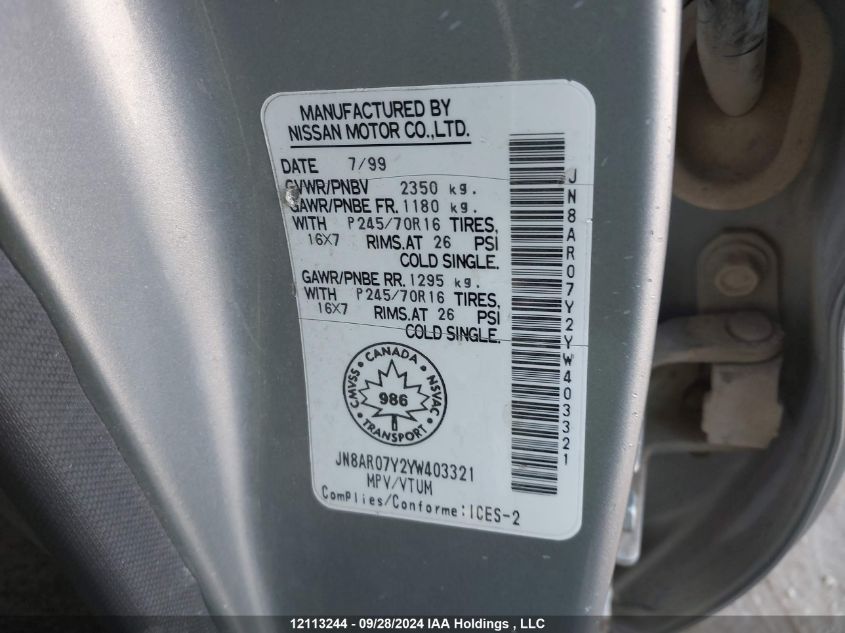 MANUFACTURED BY
NISSAN MOTOR CO.,LTD.
DATE 7/99
GVWR/PNBV 2350 kg.
GAWR/PNBE FR. 1180 kg.
WITH P245/70R16 TIRES,
16X7 RIMS.AT 26 PSI
COLD SINGLE.
GAWR/PNBE RR. 1295 kg.
WITH P245/70R16 TIRES,
16X7 RIMS.AT 26 PSI
COLD SINGLE.
CANADA
CMVSS NSVAC
986
TRANSPORT
JN8AR07Y2YW403321
MPV/VTUM
Complies/Conforme:ICES-2
JN8AR07Y2YW403321
12113244 - 09/28/2024 IAA Holdings , LLC